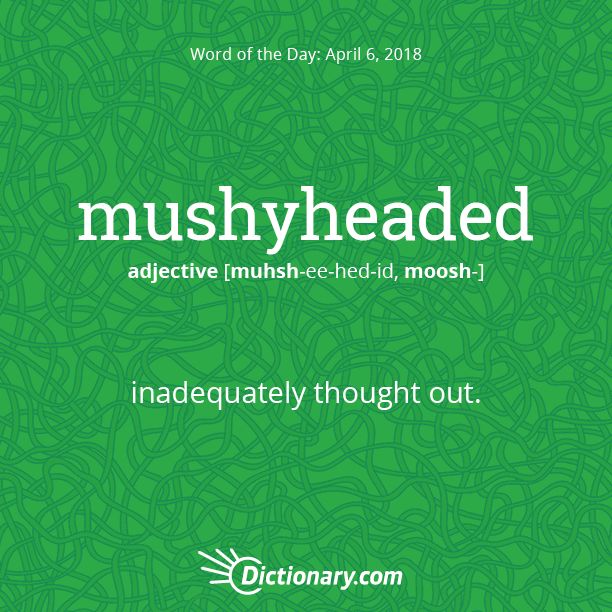 Word of the Day: April 6, 2018
mushyheaded
adjective [muhsh-ee-hed-id, moosh-]
inadequately thought out.
Dictionary.com